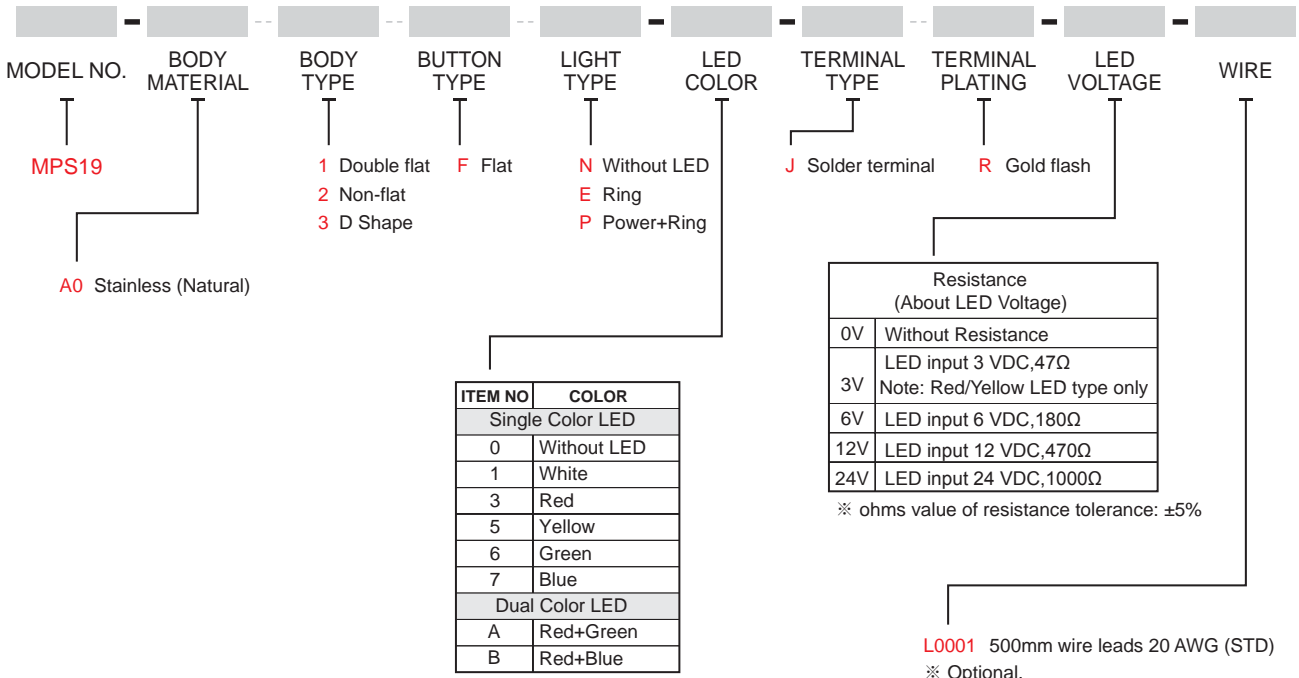 MODEL NO.
BODY
MATERIAL
BODY
TYPE
BUTTON
TYPE
LIGHT
TYPE
LED
COLOR
TERMINAL
TYPE
TERMINAL
PLATING
LED
VOLTAGE
WIRE
MPS19
1 Double flat
2 Non-flat
3 D Shape
F Flat
N Without LED
E Ring
P Power+Ring
J Solder terminal
R Gold flash
A0 Stainless (Natural)
Resistance
(About LED Voltage)
0V Without Resistance
3V LED input 3 VDC,47Ω
Note: Red/Yellow LED type only
6V LED input 6 VDC,180Ω
12V LED input 12 VDC,470Ω
24V LED input 24 VDC,1000Ω
※ ohms value of resistance tolerance: ±5%
ITEM NO COLOR
Single Color LED
0 Without LED
1 White
3 Red
5 Yellow
6 Green
7 Blue
Dual Color LED
A Red+Green
B Red+Blue
L0001 500mm wire leads 20 AWG (STD)
※ Optional.